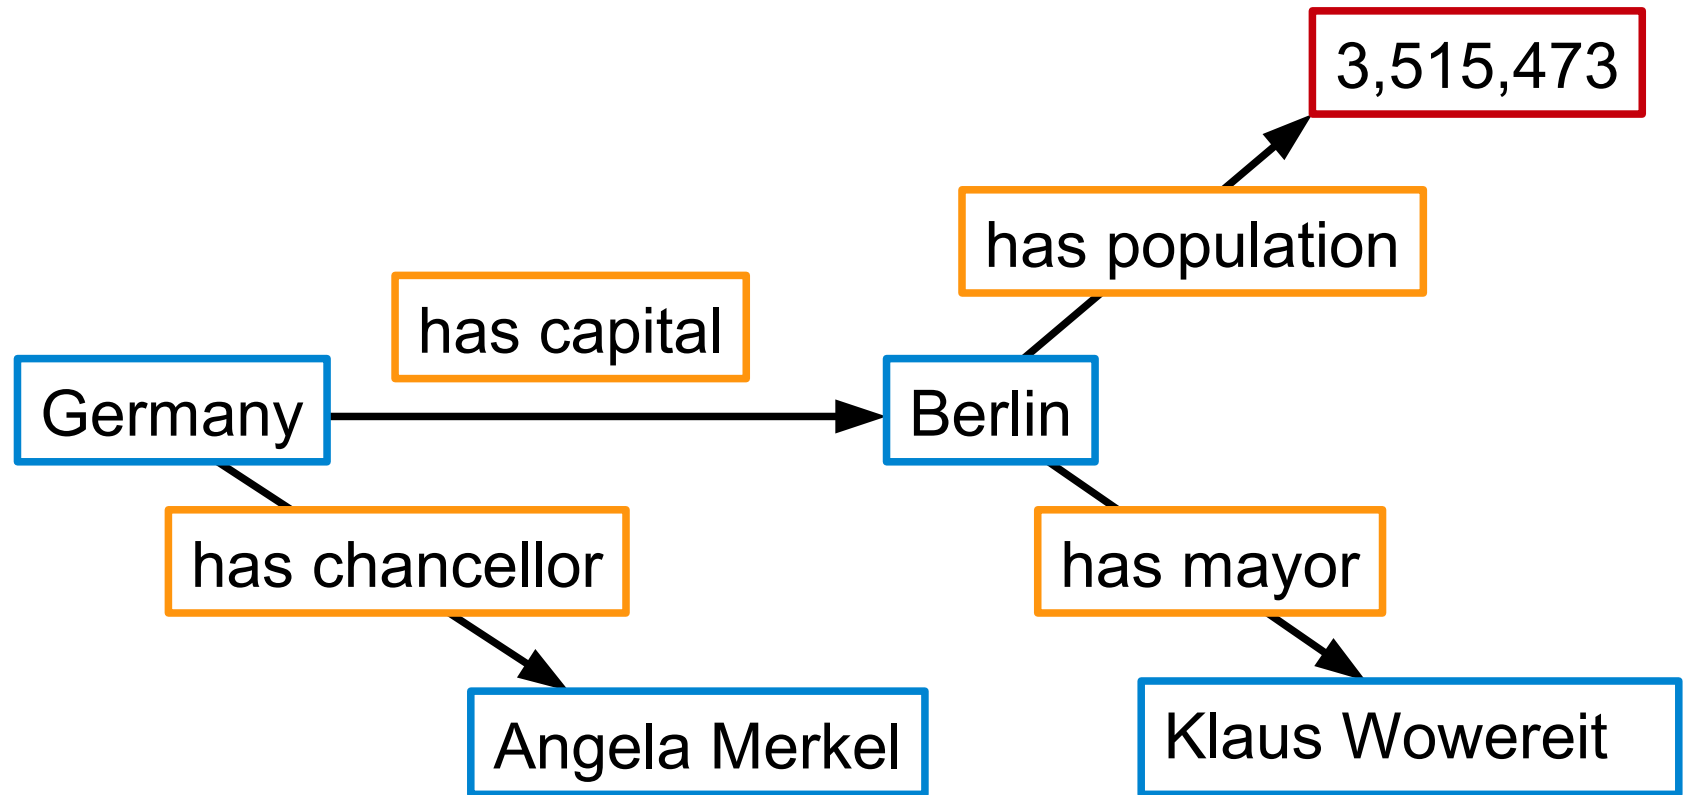 3,515,473
has population
has capital
Germany
Berlin
has chancellor
has mayor
Angela Merkel
Klaus Wowereit